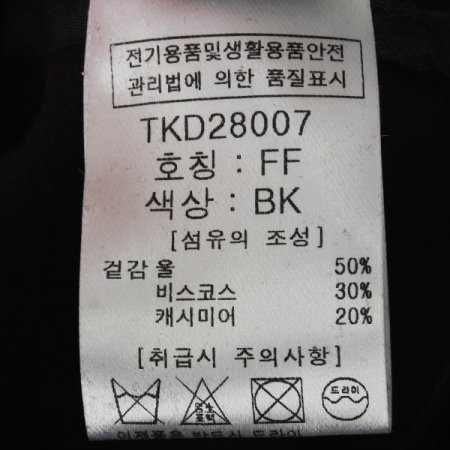 전기용품및생활용품안전
관리법에 의한 품질표시
TKD28007
호칭 : FF
색상 : BK
[섬유의 조성]
겉감 울 50%
비스코스 30%
캐시미어 20%
[취급시 주의사항]
드라이